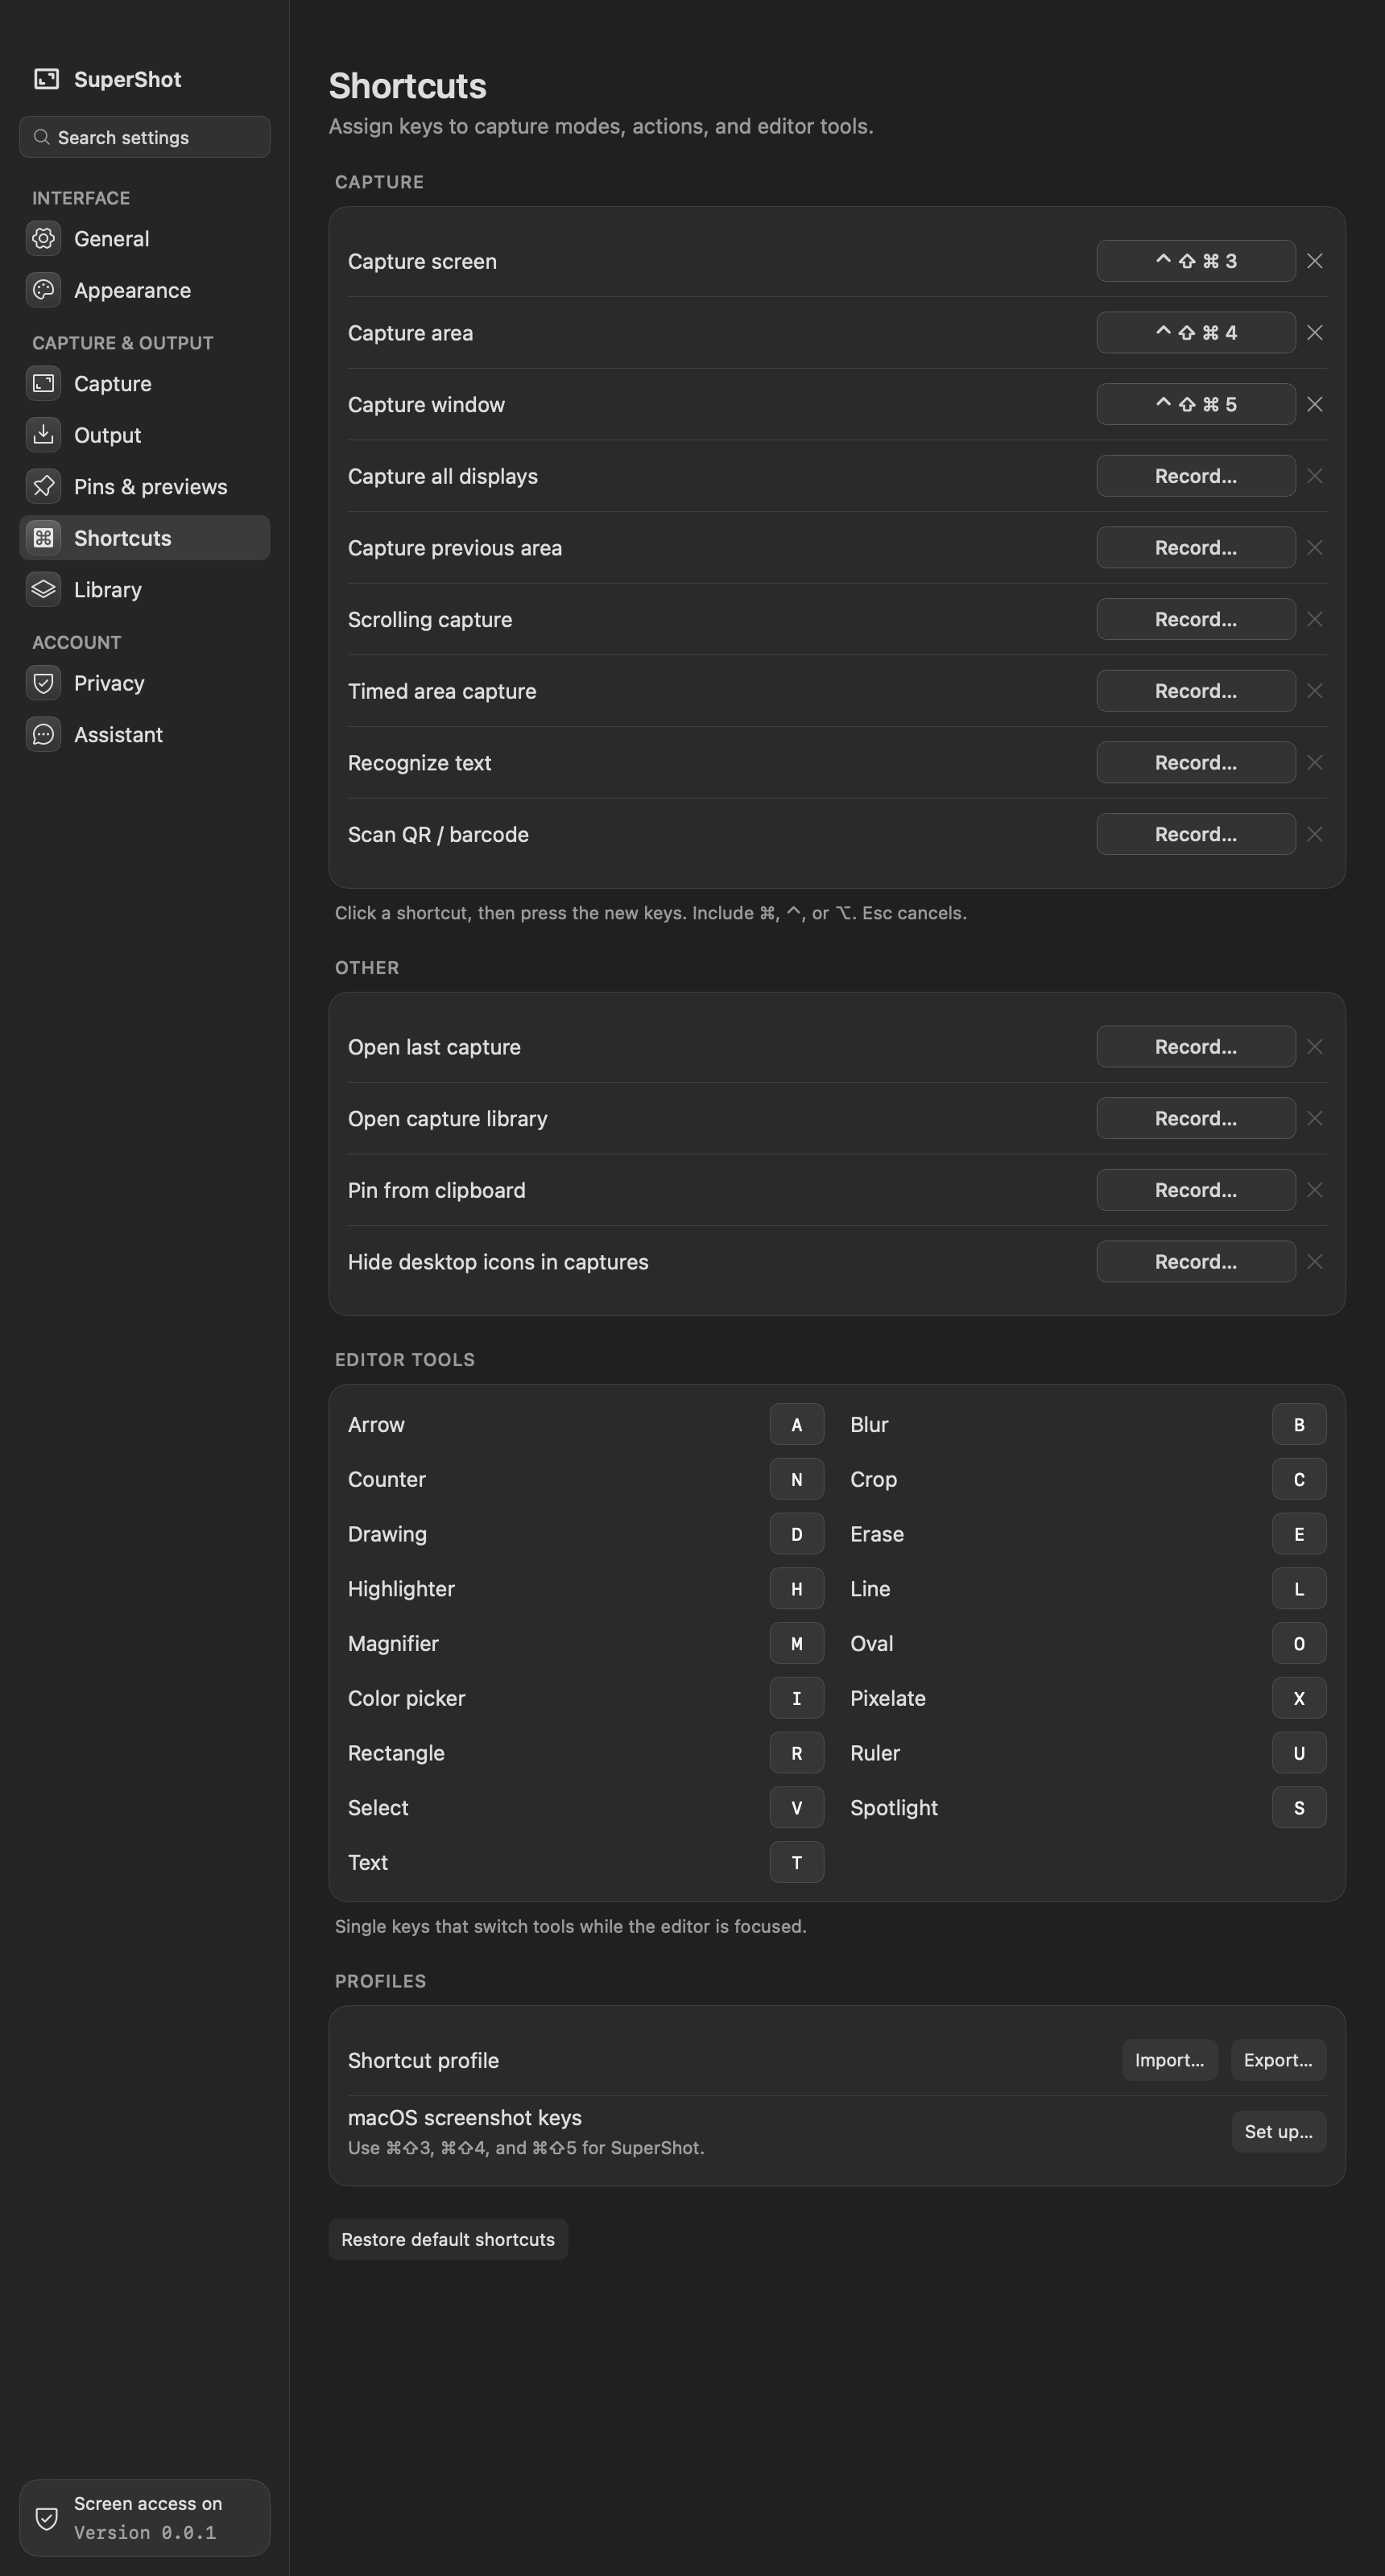 SuperShot
Search settings
INTERFACE
General
Appearance
CAPTURE & OUTPUT
Capture
Output
Pins & previews
Shortcuts
Library
ACCOUNT
Privacy
Assistant
Screen access on
Version 0.0.1
Shortcuts
Assign keys to capture modes, actions, and editor tools.
CAPTURE
Capture screen ⌃ ⇧ ⌘ 3
Capture area ⌃ ⇧ ⌘ 4
Capture window ⌃ ⇧ ⌘ 5
Capture all displays Record...
Capture previous area Record...
Scrolling capture Record...
Timed area capture Record...
Recognize text Record...
Scan QR / barcode Record...
Click a shortcut, then press the new keys. Include ⌘, ⌃, or ⌥. Esc cancels.
OTHER
Open last capture Record...
Open capture library Record...
Pin from clipboard Record...
Hide desktop icons in captures Record...
EDITOR TOOLS
Arrow A Blur B
Counter N Crop C
Drawing D Erase E
Highlighter H Line L
Magnifier M Oval O
Color picker I Pixelate X
Rectangle R Ruler U
Select V Spotlight S
Text T
Single keys that switch tools while the editor is focused.
PROFILES
Shortcut profile Import... Export...
macOS screenshot keys
Use ⌘⇧3, ⌘⇧4, and ⌘⇧5 for SuperShot.
Set up...
Restore default shortcuts